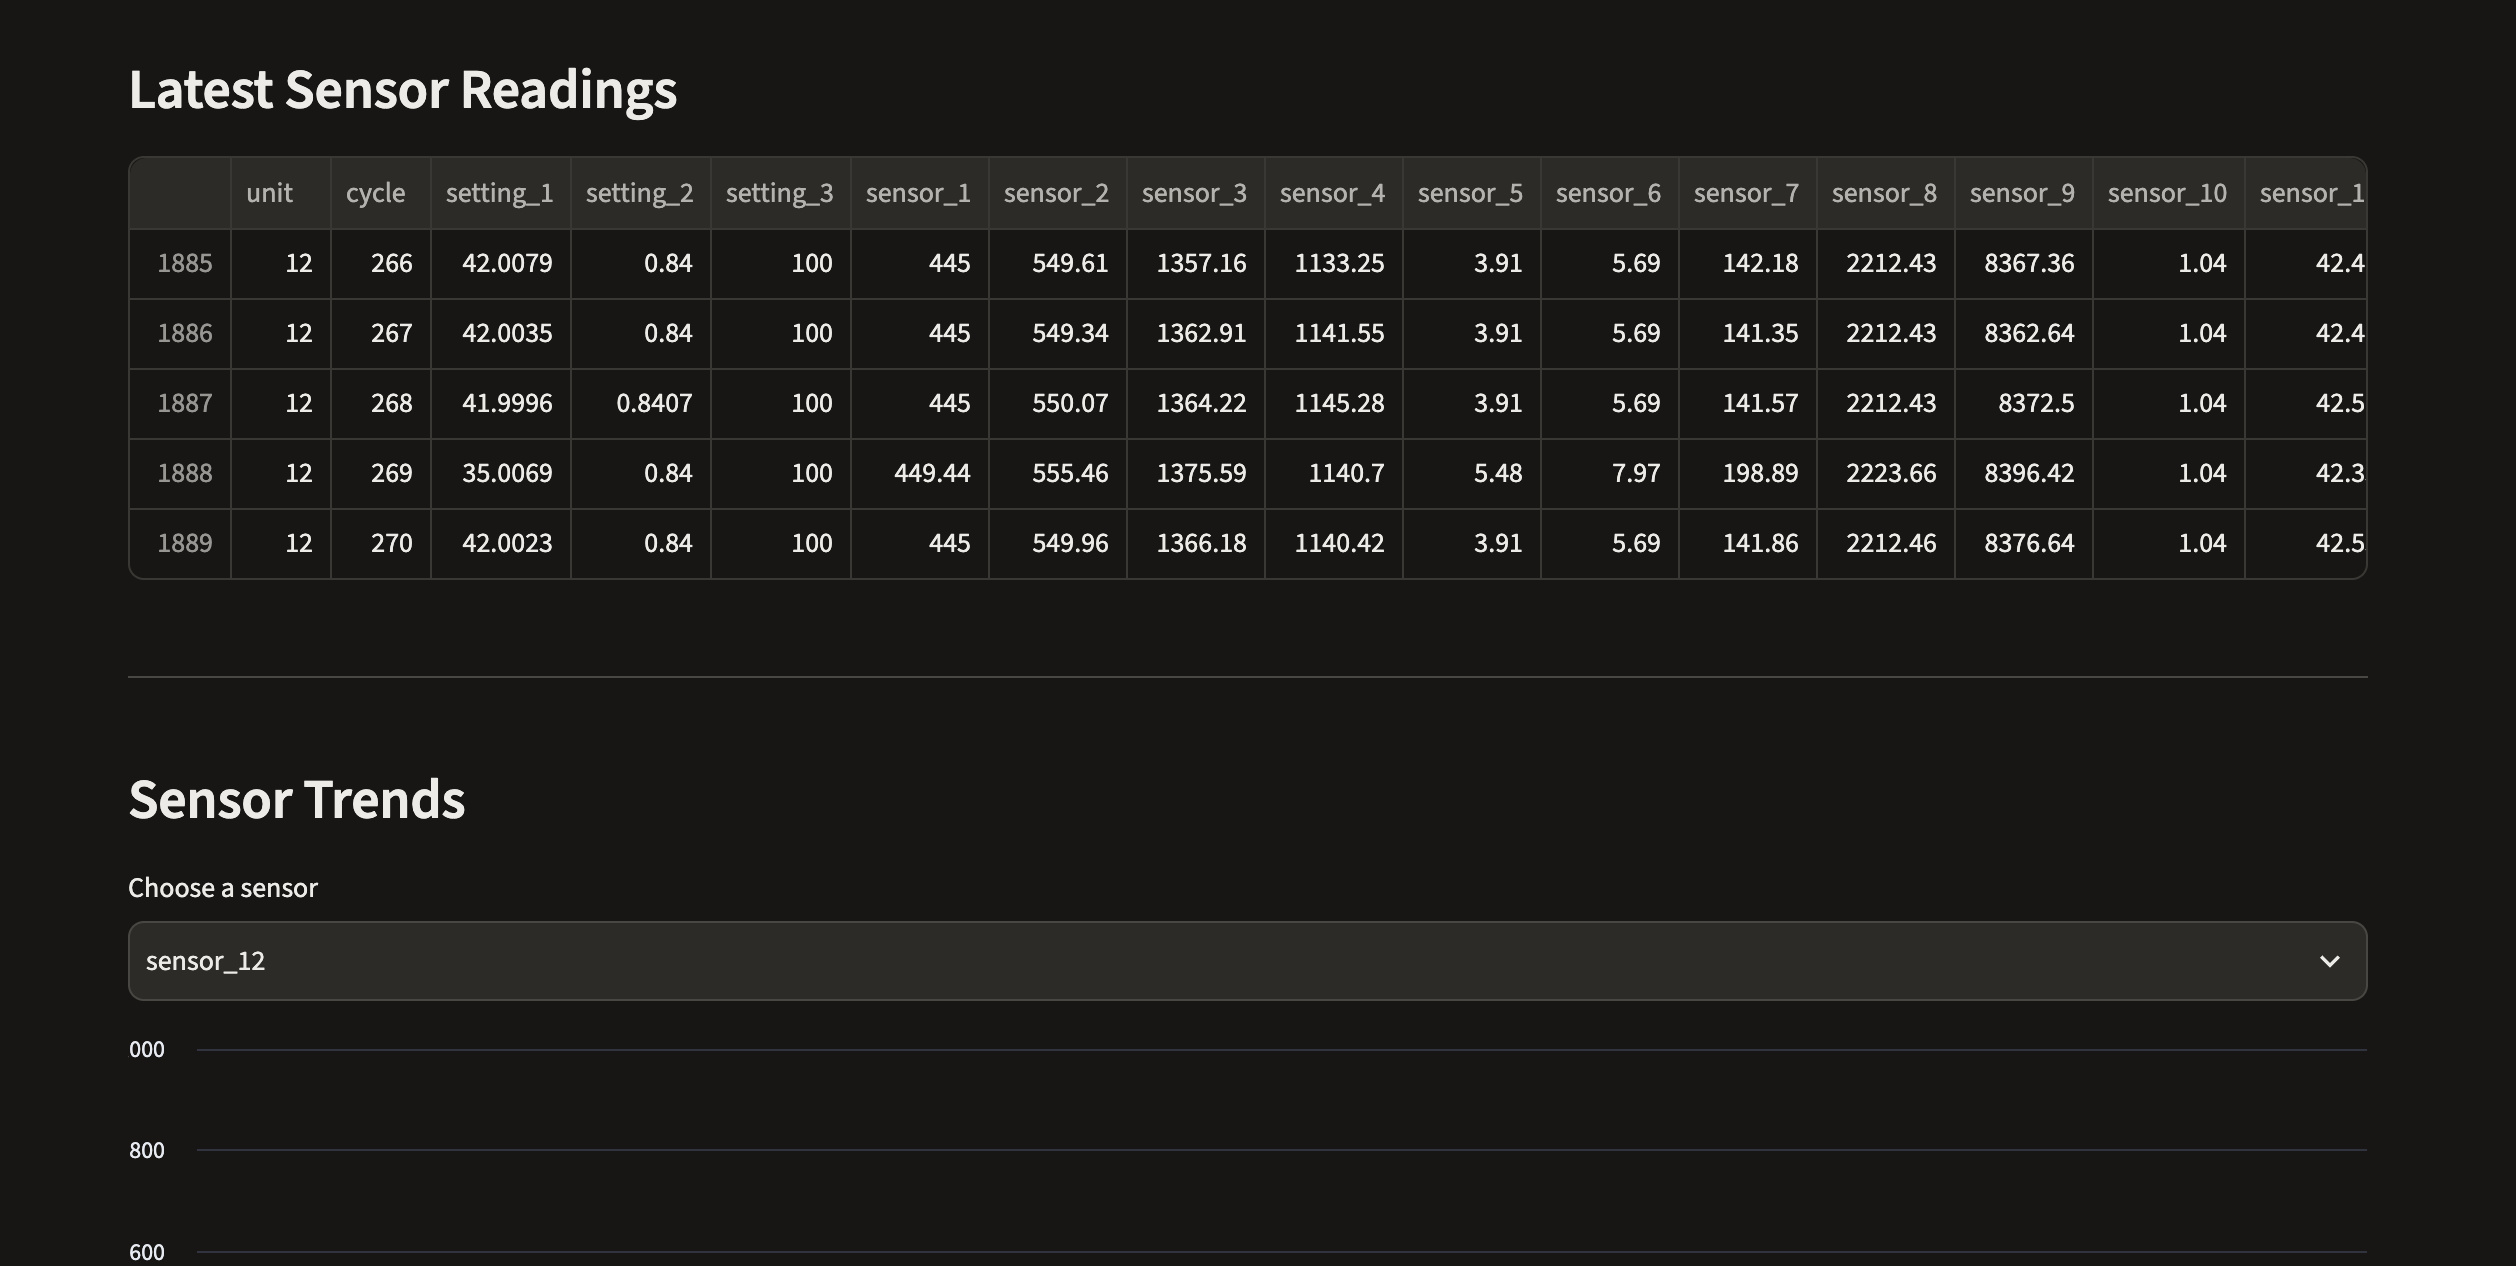 Latest Sensor Readings
unit cycle setting_1 setting_2 setting_3 sensor_1 sensor_2 sensor_3 sensor_4 sensor_5 sensor_6 sensor_7 sensor_8 sensor_9 sensor_10 sensor_1
1885 12 266 42.0079 0.84 100 445 549.61 1357.16 1133.25 3.91 5.69 142.18 2212.43 8367.36 1.04 42.4
1886 12 267 42.0035 0.84 100 445 549.34 1362.91 1141.55 3.91 5.69 141.35 2212.43 8362.64 1.04 42.4
1887 12 268 41.9996 0.8407 100 445 550.07 1364.22 1145.28 3.91 5.69 141.57 2212.43 8372.5 1.04 42.5
1888 12 269 35.0069 0.84 100 449.44 555.46 1375.59 1140.7 5.48 7.97 198.89 2223.66 8396.42 1.04 42.3
1889 12 270 42.0023 0.84 100 445 549.96 1366.18 1140.42 3.91 5.69 141.86 2212.46 8376.64 1.04 42.5
Sensor Trends
Choose a sensor
sensor_12
000
800
600